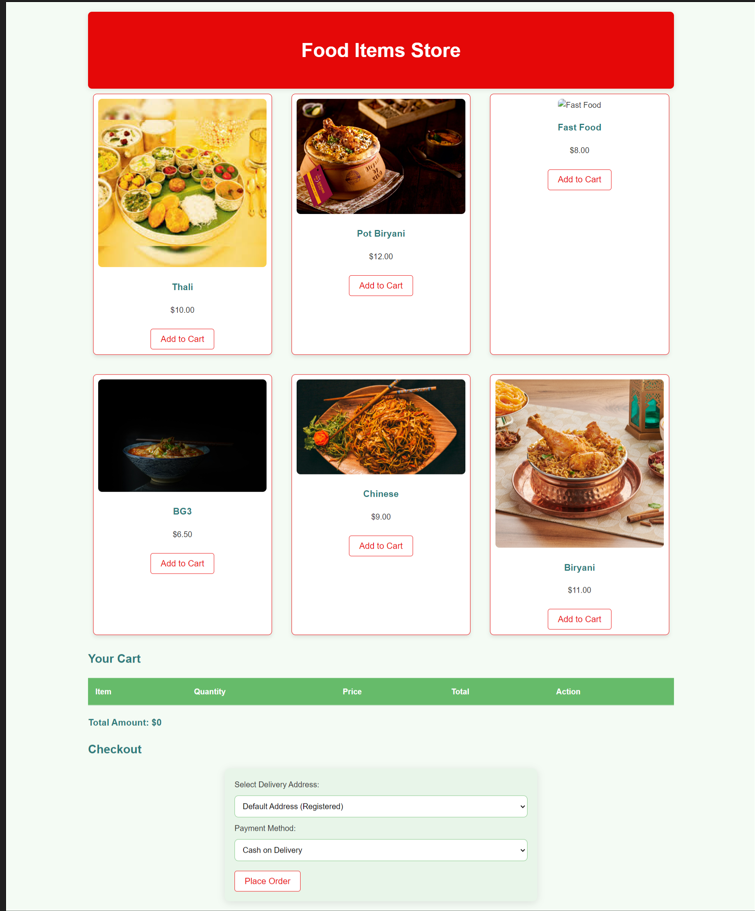 Food Items Store
Thali
$10.00
Add to Cart
Pot Biryani
$12.00
Add to Cart
Fast Food
Fast Food
$8.00
Add to Cart
BG3
$6.50
Add to Cart
Chinese
$9.00
Add to Cart
Biryani
$11.00
Add to Cart
Your Cart
Item Quantity Price Total Action
Total Amount: $0
Checkout
Select Delivery Address:
Default Address (Registered)
Payment Method:
Cash on Delivery
Place Order